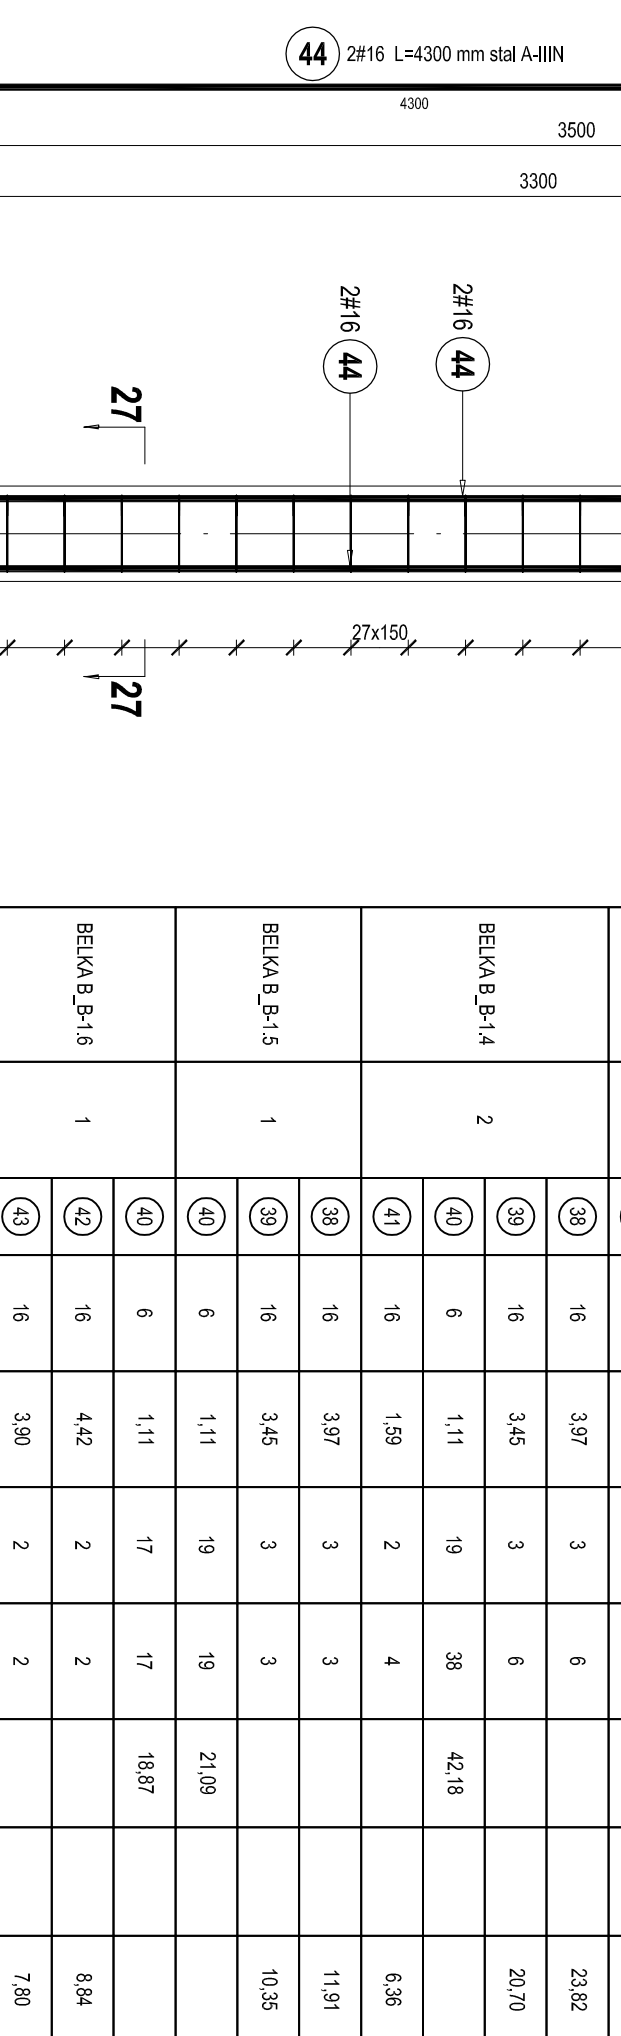 44 2#16 L=4300 mm stal A-IIIN
4300
3500
3300
2#16 44
2#16 44
27
27x150
27
BELKA B_B-1.4 2
38 16 3,97 3 6 23,82
39 16 3,45 3 6 20,70
40 6 1,11 19 38 42,18
41 16 1,59 2 4 6,36
BELKA B_B-1.5 1
38 16 3,97 3 3 11,91
39 16 3,45 3 3 10,35
40 6 1,11 19 19 21,09
BELKA B_B-1.6 1
40 6 1,11 17 17 18,87
42 16 4,42 2 2 8,84
43 16 3,90 2 2 7,80